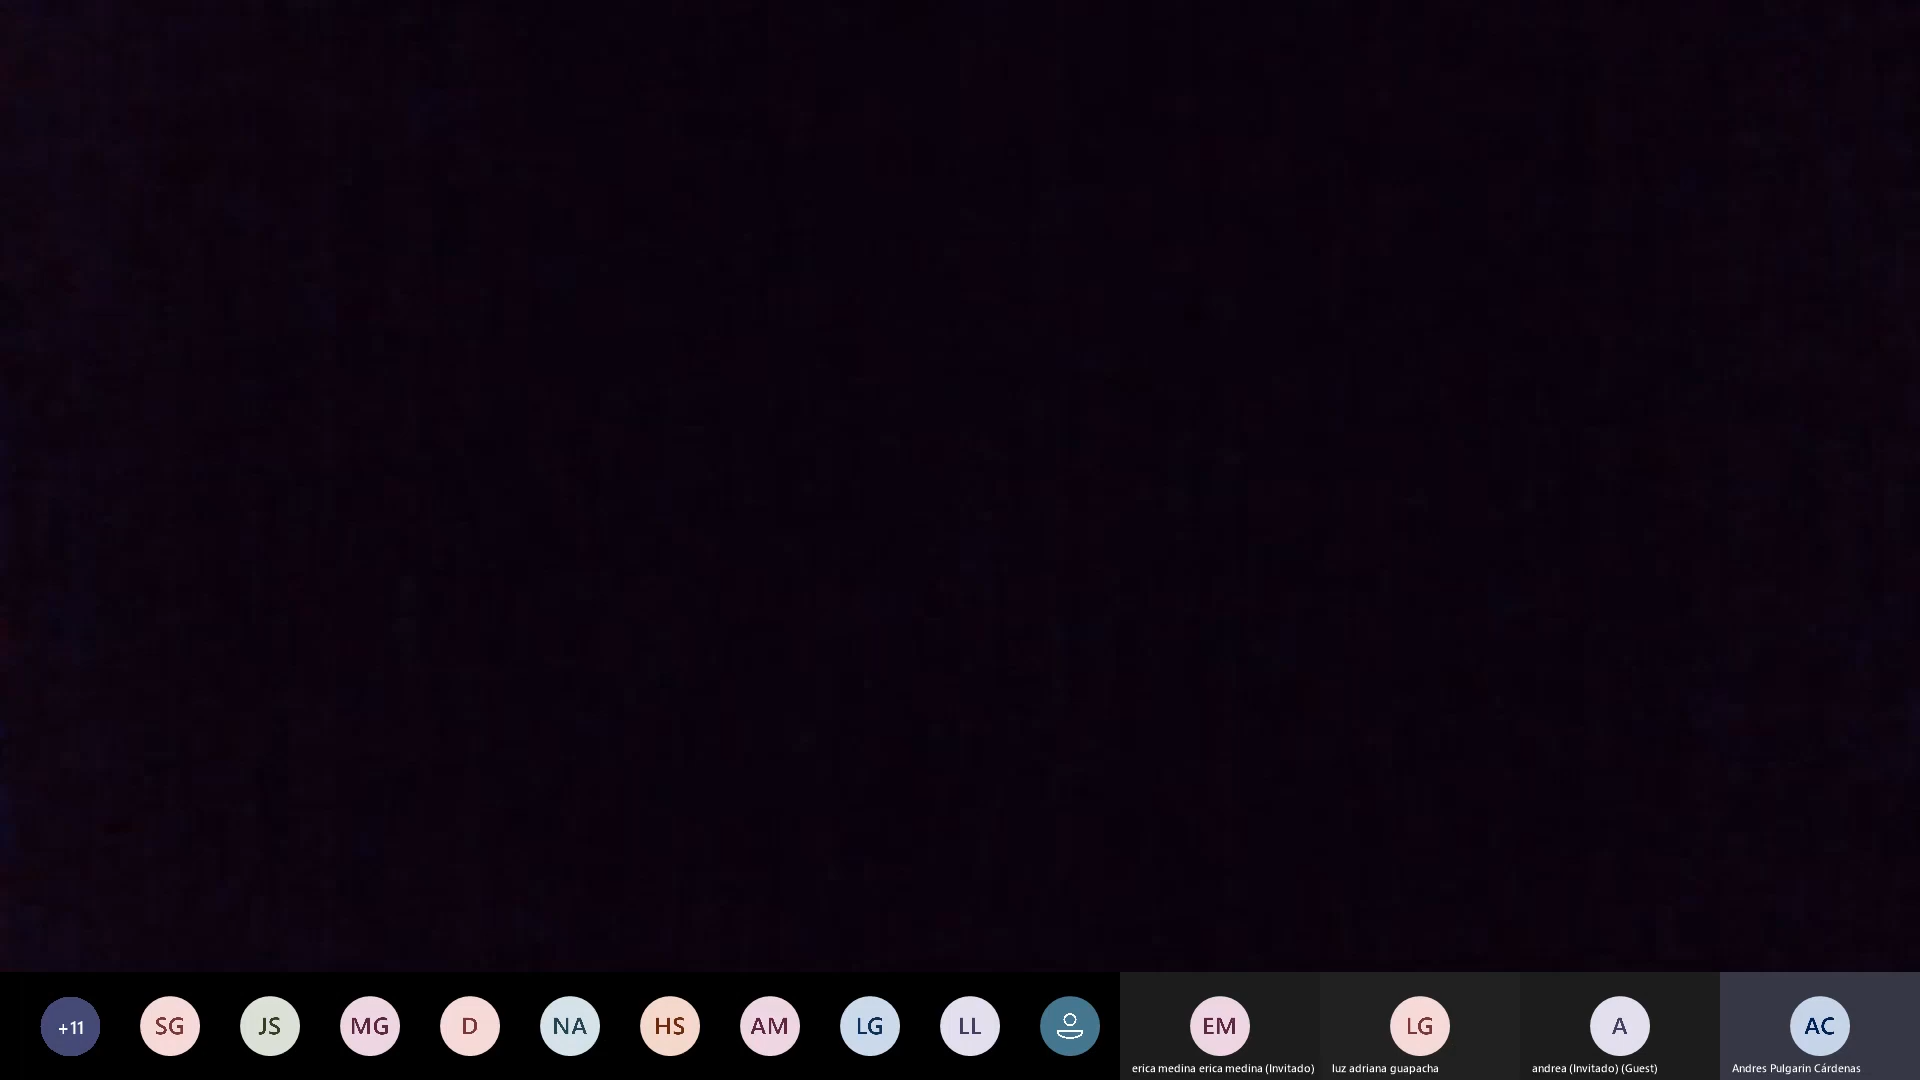 +11
SG
JS
MG
D
NA
HS
AM
LG
LL
EM
LG
A
AC
erica medina erica medina (Invitado)
luz adriana guapacha
andrea (Invitado) (Guest)
Andres Pulgarin Cárdenas